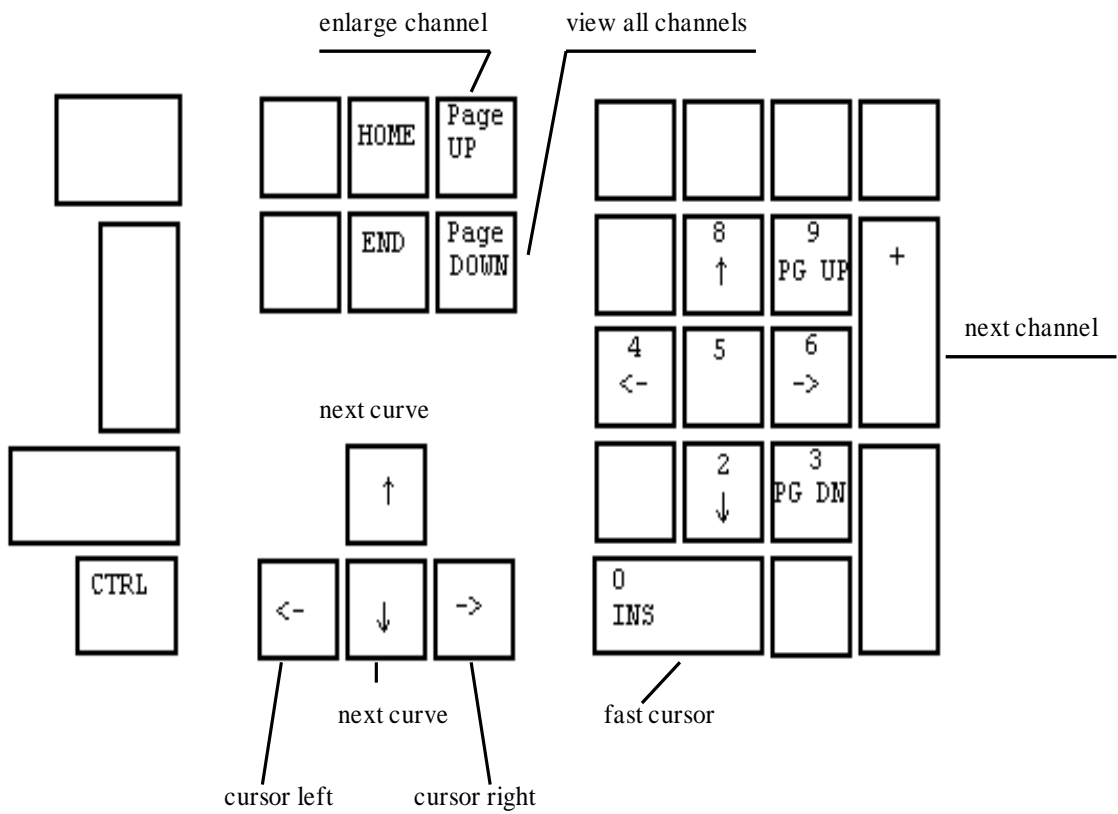 enlarge channel
view all channels
HOME
Page
UP
END
Page
DOWN
8
↑
9
PG UP
+
4
<-
5
6
->
next channel
next curve
↑
2
↓
3
PG DN
CTRL
<-
↓
->
0
INS
next curve
fast cursor
cursor left
cursor right